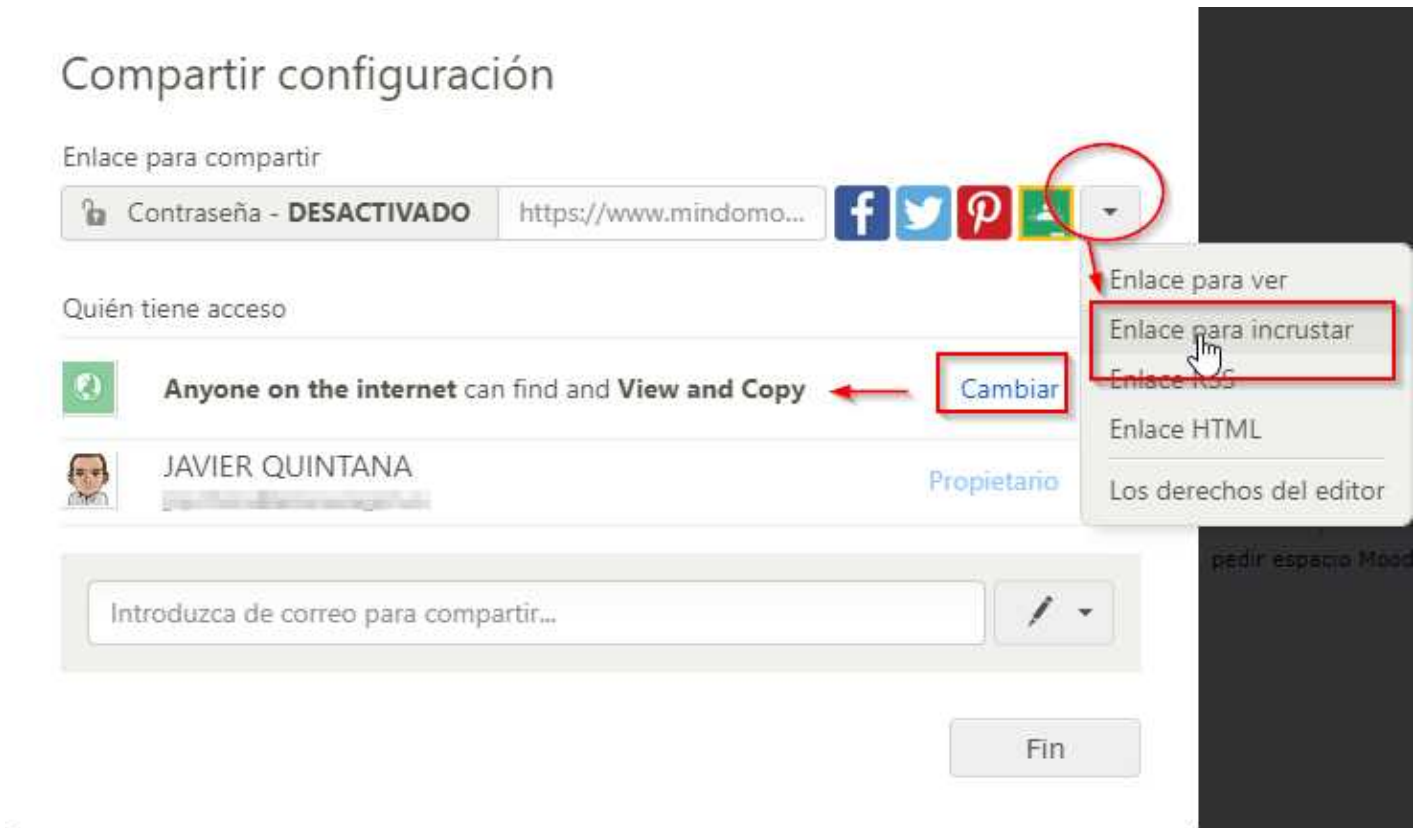 Compartir configuración
Enlace para compartir
Contraseña - DESACTIVADO
https://www.mindomo...
Enlace para ver
Enlace para incrustar
Enlace RSS
Enlace HTML
Los derechos del editor
Quién tiene acceso
Anyone on the internet can find and View and Copy
Cambiar
JAVIER QUINTANA
Propietario
pedir espacio Mood
Introduzca de correo para compartir...
Fin